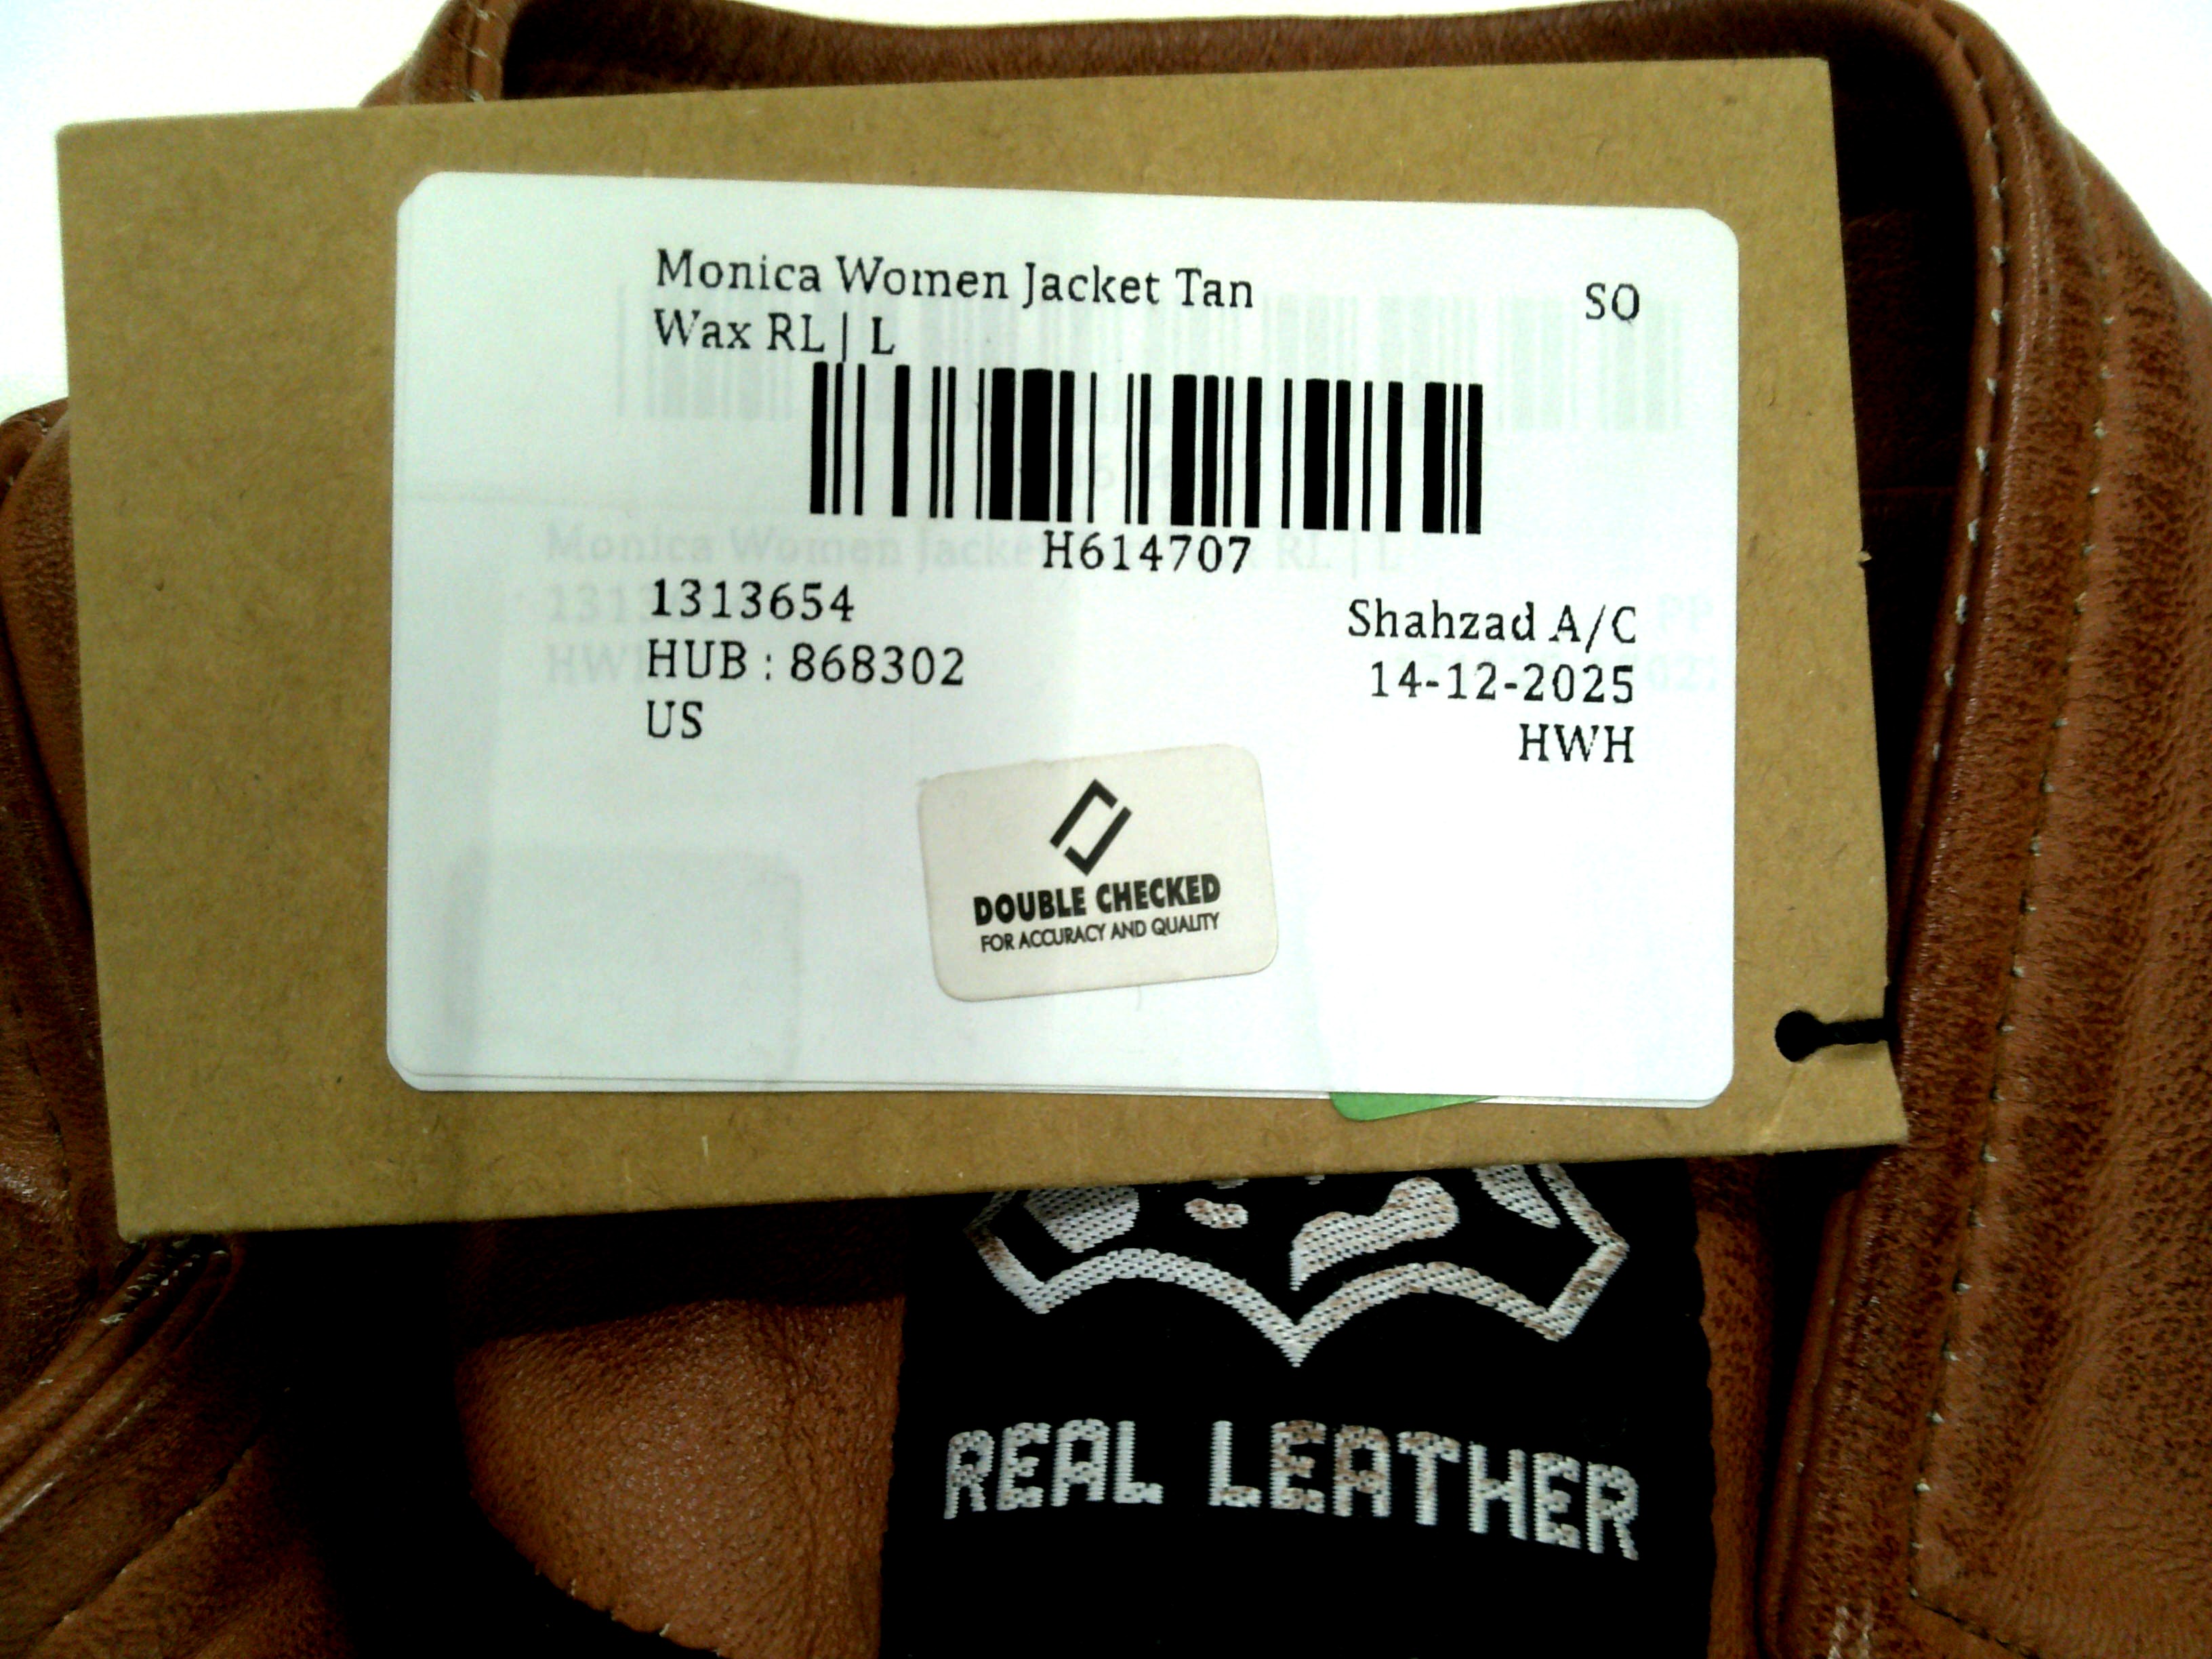 Monica Women Jacket Tan
Wax RL | L
SO
H614707
1313654
HUB : 868302
US
Shahzad A/C
14-12-2025
HWH
DOUBLE CHECKED
FOR ACCURACY AND QUALITY
REAL LEATHER